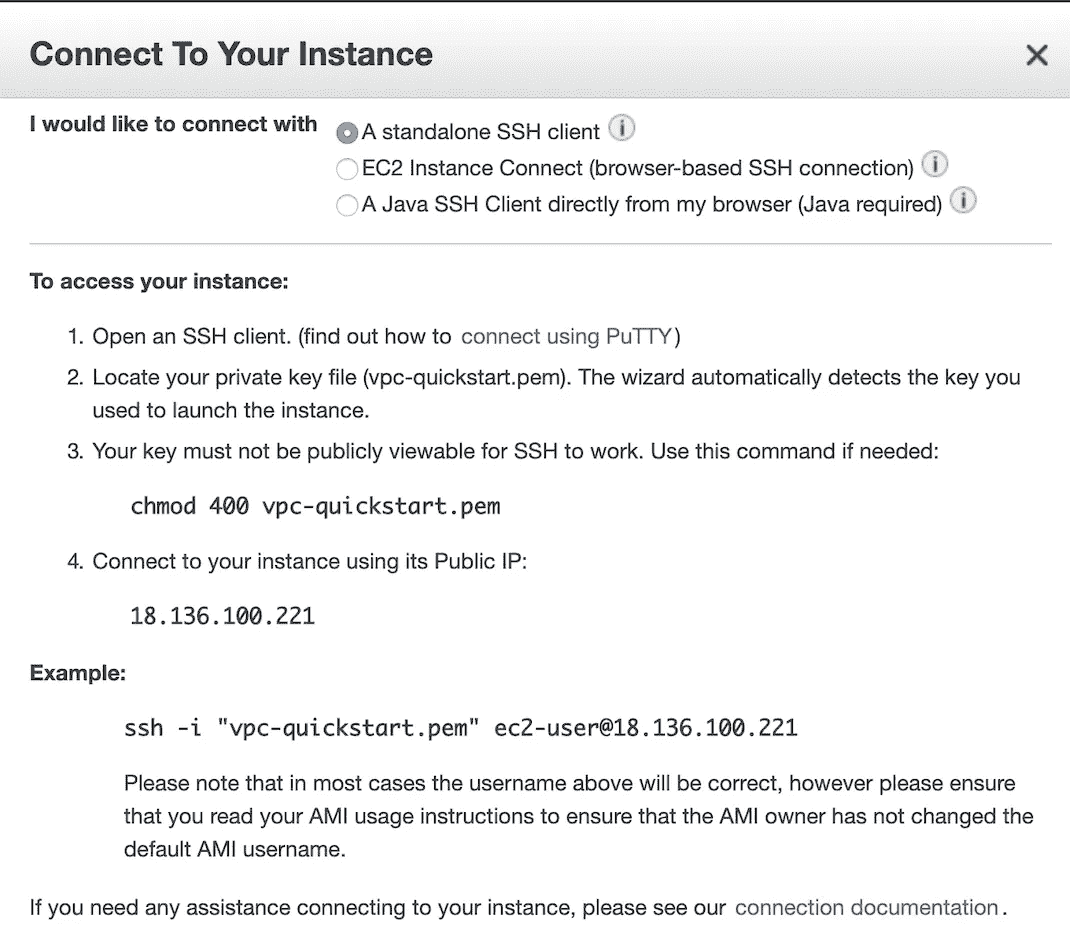 Connect To Your Instance
I would like to connect with
A standalone SSH client
EC2 Instance Connect (browser-based SSH connection)
A Java SSH Client directly from my browser (Java required)
To access your instance:
1. Open an SSH client. (find out how to connect using PuTTY)
2. Locate your private key file (vpc-quickstart.pem). The wizard automatically detects the key you
used to launch the instance.
3. Your key must not be publicly viewable for SSH to work. Use this command if needed:
chmod 400 vpc-quickstart.pem
4. Connect to your instance using its Public IP:
18.136.100.221
Example:
ssh -i "vpc-quickstart.pem" ec2-user@18.136.100.221
Please note that in most cases the username above will be correct, however please ensure
that you read your AMI usage instructions to ensure that the AMI owner has not changed the
default AMI username.
If you need any assistance connecting to your instance, please see our connection documentation.